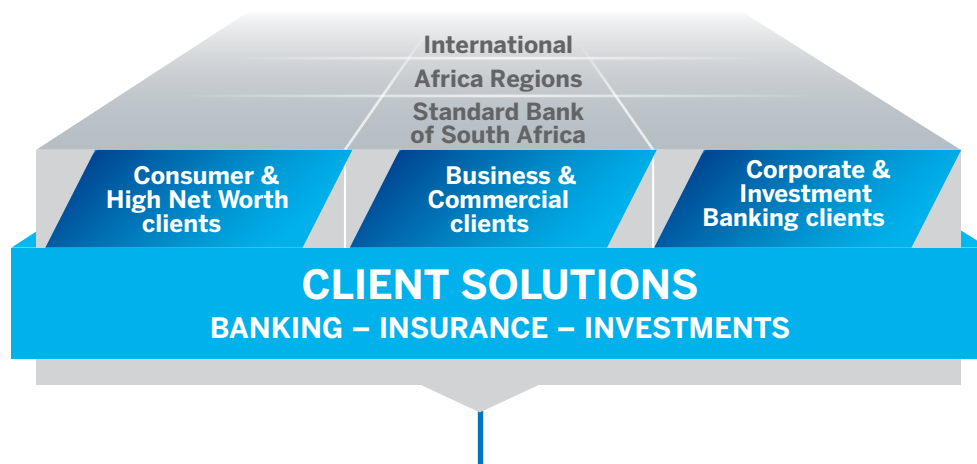 International
Africa Regions
Standard Bank
of South Africa
Consumer &
High Net Worth
clients
Business &
Commercial
clients
Corporate &
Investment
Banking clients
CLIENT SOLUTIONS
BANKING – INSURANCE – INVESTMENTS